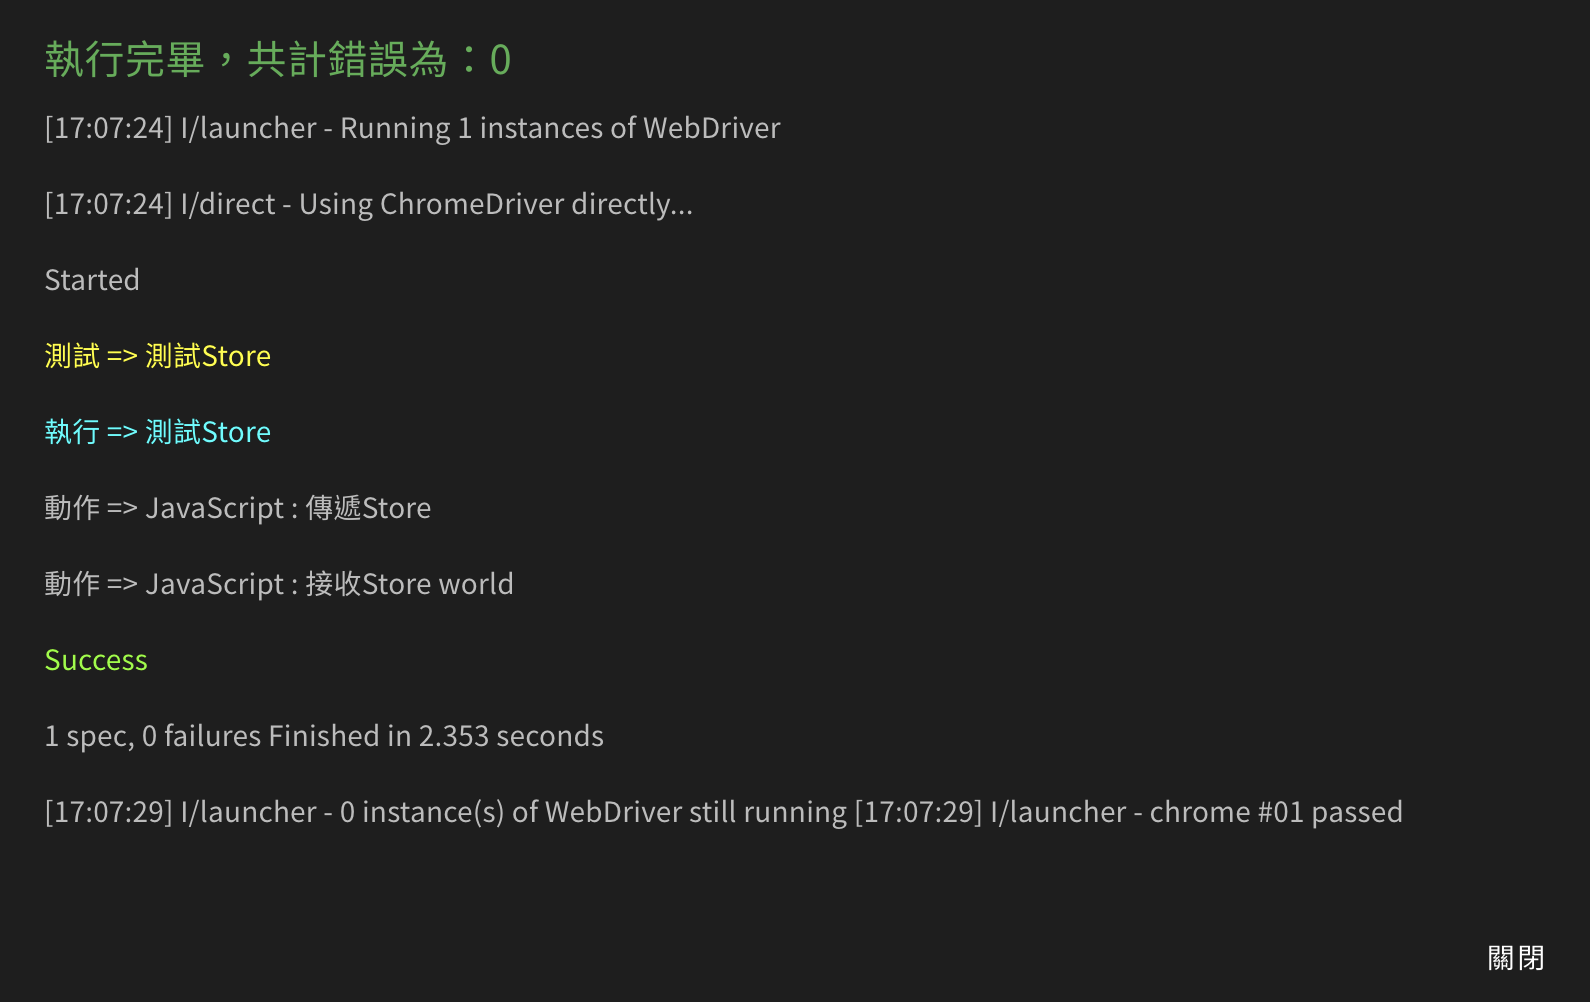 執行完畢，共計錯誤為：0
[17:07:24] I/launcher - Running 1 instances of WebDriver
[17:07:24] I/direct - Using ChromeDriver directly...
Started
測試 => 測試Store
執行 => 測試Store
動作 => JavaScript : 傳遞Store
動作 => JavaScript : 接收Store world
Success
1 spec, 0 failures Finished in 2.353 seconds
[17:07:29] I/launcher - 0 instance(s) of WebDriver still running [17:07:29] I/launcher - chrome #01 passed
關閉